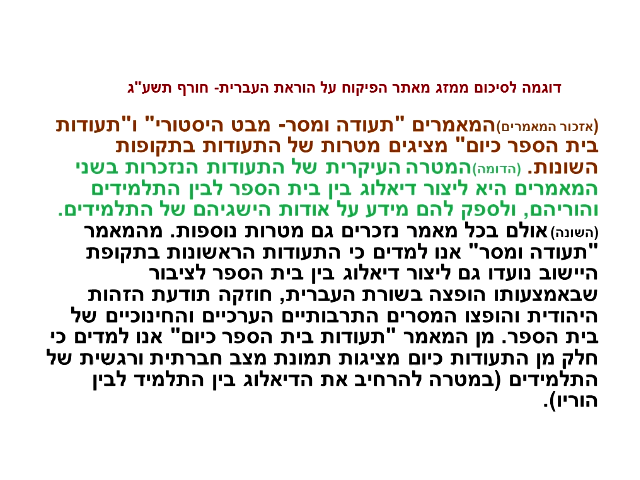 דוגמה לסיכום ממזג מאתר הפיקוח על הוראת העברית- חורף תשע"ג
(אזכור המאמרים)המאמרים "תעודה ומסר- מבט היסטורי" ו"תעודות
בית הספר כיום" מציגים מטרות של התעודות בתקופות
השונות. (הדומה)המטרה העיקרית של התעודות הנזכרות בשני
המאמרים היא ליצור דיאלוג בין בית הספר לבין התלמידים
והוריהם, ולספק להם מידע על אודות הישגיהם של התלמידים.
(השונה)אולם בכל מאמר נזכרים גם מטרות נוספות. מהמאמר
"תעודה ומסר" אנו למדים כי התעודות הראשונות בתקופת
היישוב נועדו גם ליצור דיאלוג בין בית הספר לציבור
שבאמצעותו הופצה בשורת העברית, חוזקה תודעת הזהות
היהודית והופצו המסרים התרבותיים הערכיים והחינוכיים של
בית הספר. מן המאמר "תעודות בית הספר כיום" אנו למדים כי
חלק מן התעודות כיום מציגות תמונת מצב חברתית ורגשית של
התלמידים (במטרה להרחיב את הדיאלוג בין התלמיד לבין
הוריו).